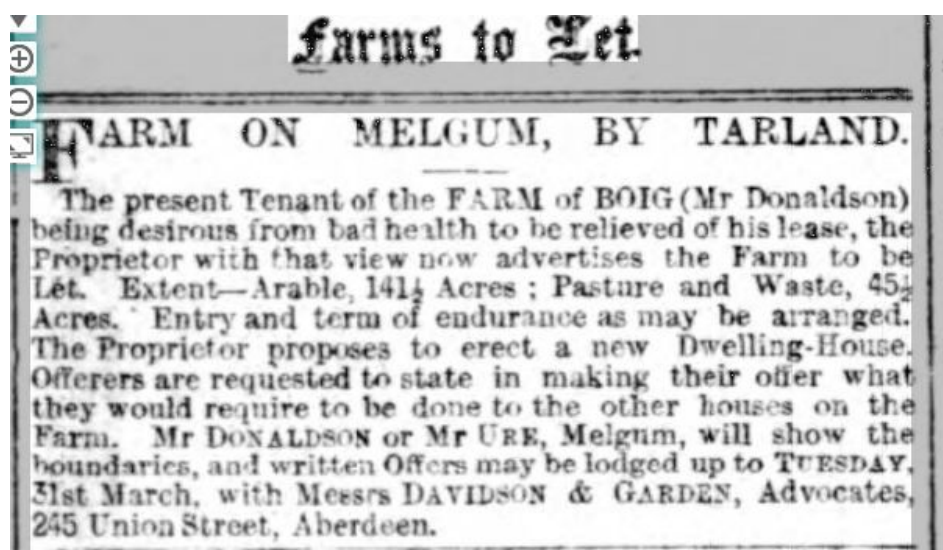 Farms to Let.
FARM ON MELGUM, BY TARLAND.
The present Tenant of the FARM of BOIG (Mr Donaldson)
being desirous from bad health to be relieved of his lease, the
Proprietor with that view now advertises the Farm to be
Let. Extent—Arable, 141½ Acres; Pasture and Waste, 45½
Acres. Entry and term of endurance as may be arranged.
The Proprietor proposes to erect a new Dwelling-House.
Offerers are requested to state in making their offer what
they would require to be done to the other houses on the
Farm. Mr DONALDSON or Mr URE, Melgum, will show the
boundaries, and written Offers may be lodged up to TUESDAY,
31st March, with Messrs DAVIDSON & GARDEN, Advocates,
245 Union Street, Aberdeen.